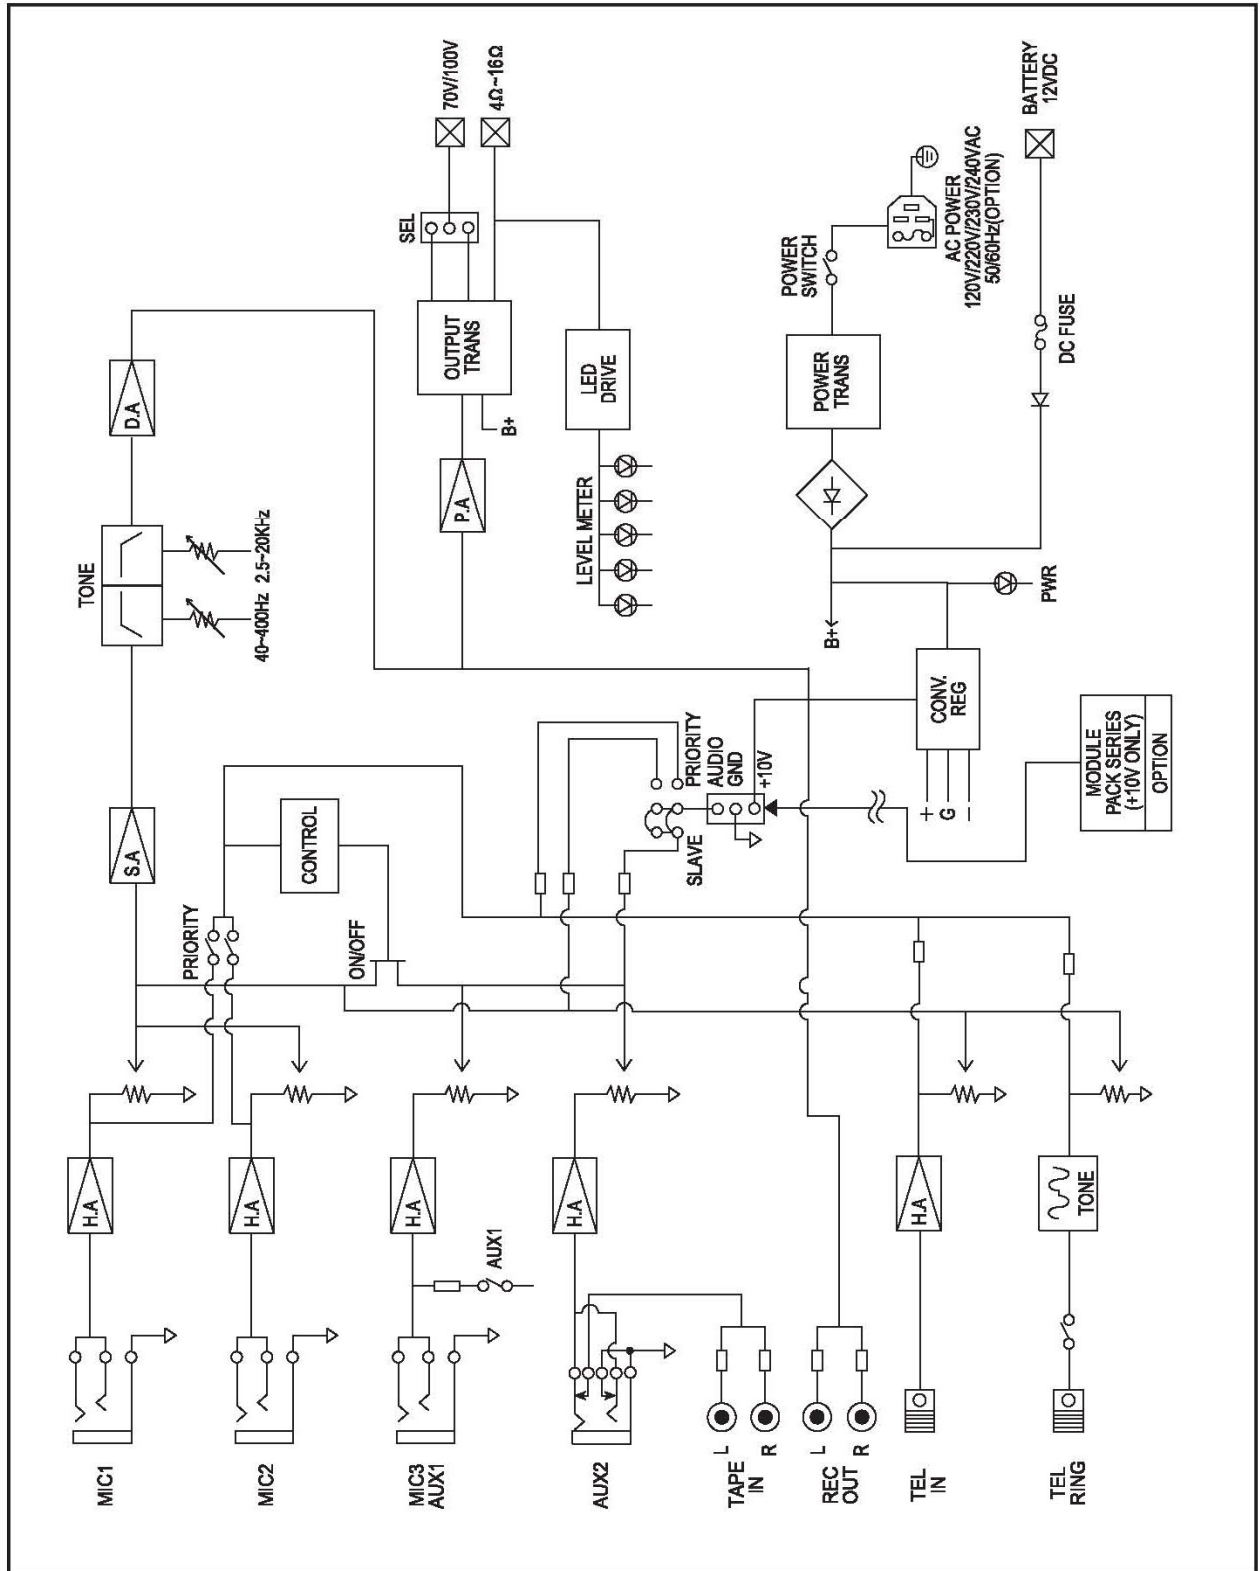 MIC1
H.A
MIC2
H.A
MIC3
AUX1
H.A
AUX1
AUX2
H.A
L
R
TAPE
IN
L
R
REC
OUT
TEL
IN
H.A
TEL
RING
TONE
PRIORITY
S.A
CONTROL
ON/OFF
SLAVE
PRIORITY
AUDIO
GND
+10V
TONE
40~400Hz
2.5~20KHz
D.A
P.A
B+
OUTPUT
TRANS
SEL
70V/100V
4Ω~16Ω
LEVEL METER
LED
DRIVE
B+
CONV.
REG
+
G
−
PWR
POWER
TRANS
POWER
SWITCH
AC POWER
120V/220V/230V/240VAC
50/60Hz(OPTION)
DC FUSE
BATTERY
12VDC
MODULE
PACK SERIES
(+10V ONLY)
OPTION